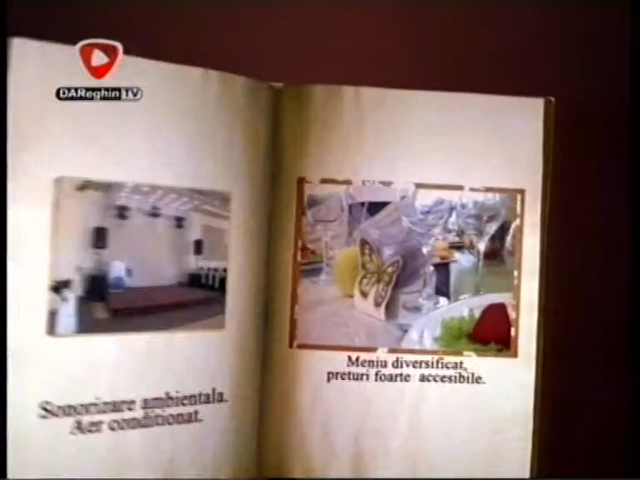 DAReghin TV
Sonorizare ambientala.
Aer conditionat.
Meniu diversificat,
preturi foarte accesibile.